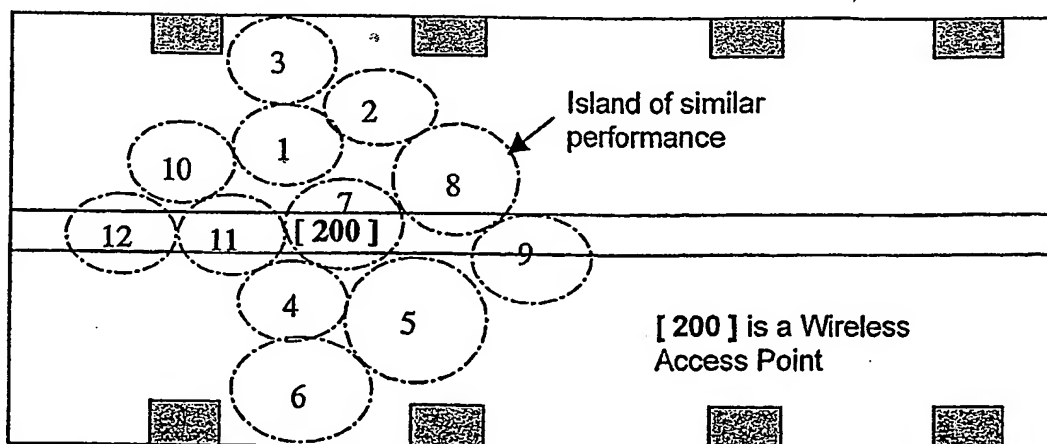 3
2
Island of similar
performance
1
10
8
7
12
11
[ 200 ]
9
4
5
[ 200 ] is a Wireless
Access Point
6